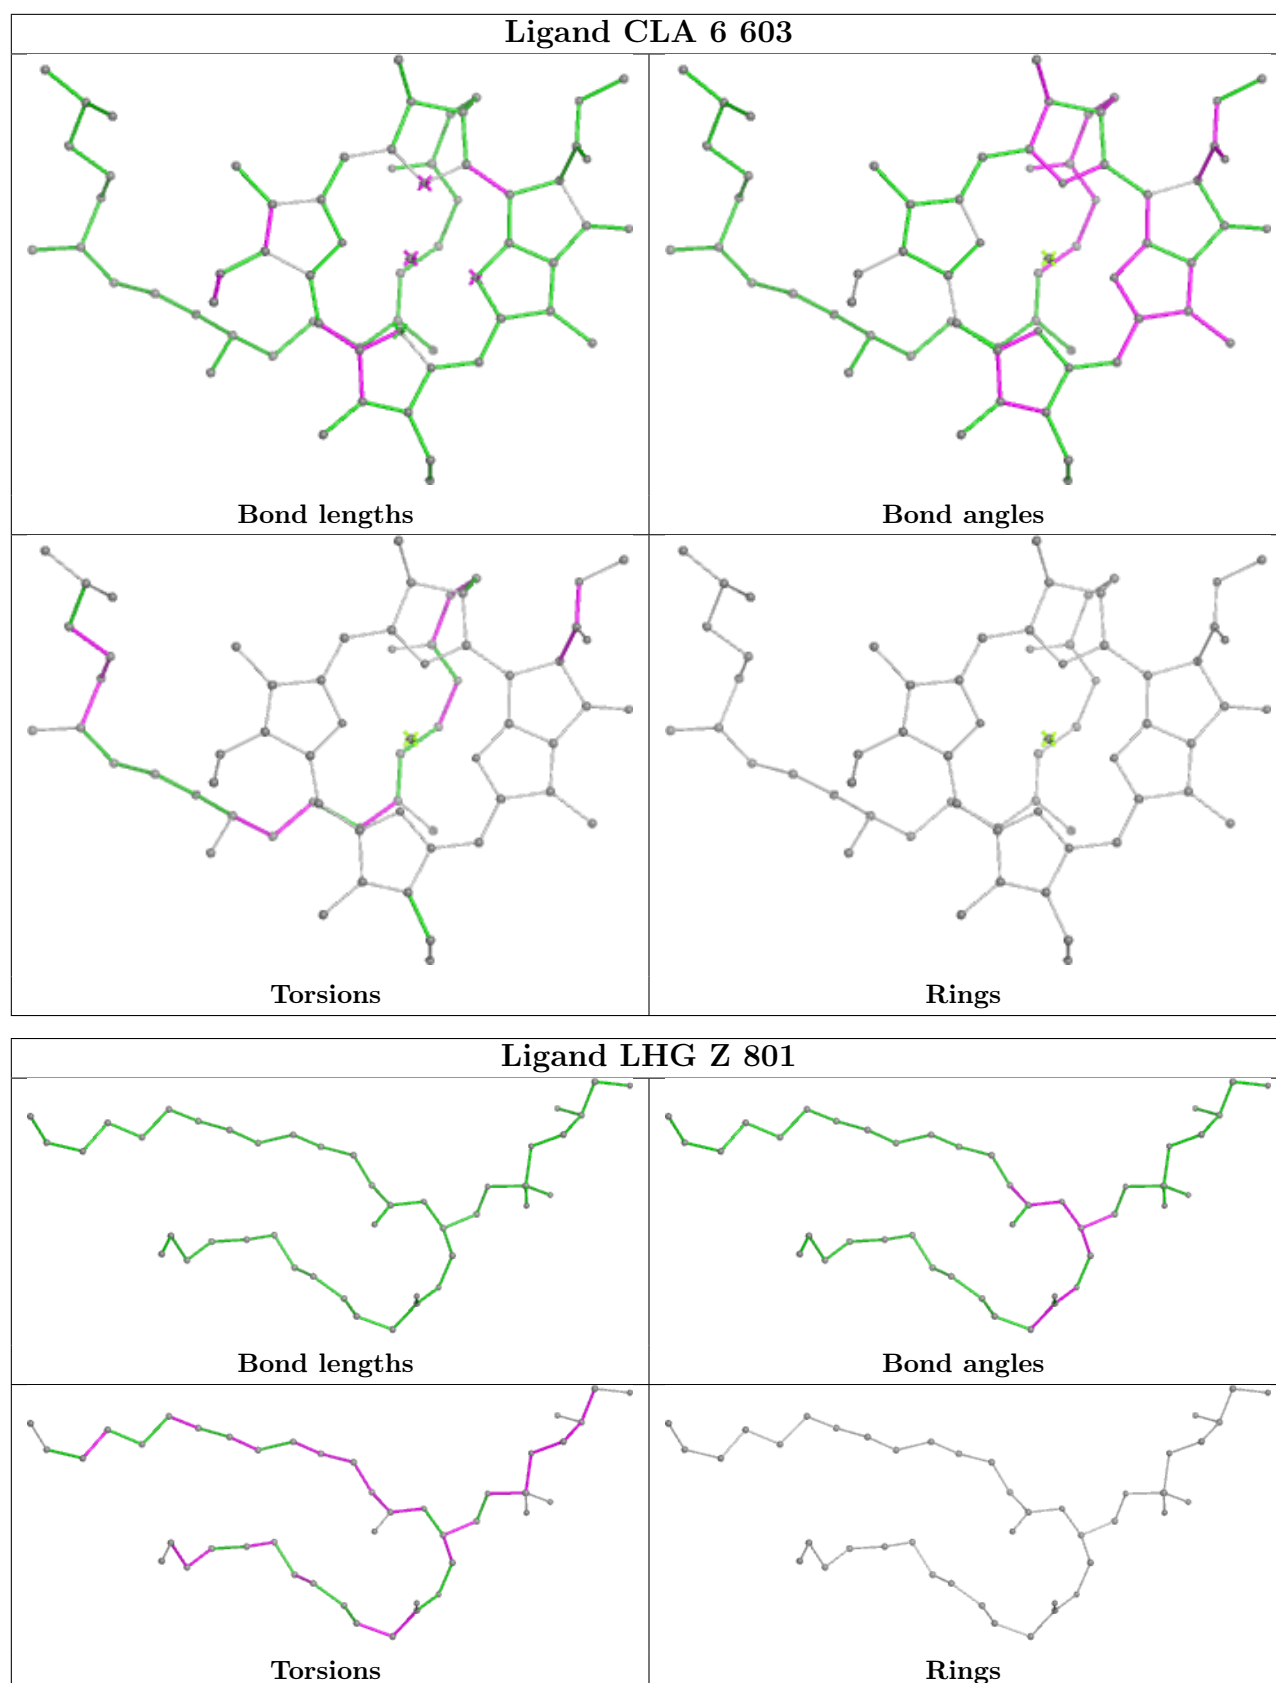 Ligand CLA 6 603
Bond lengths
Bond angles
Torsions
Rings
Ligand LHG Z 801
Bond lengths
Bond angles
Torsions
Rings